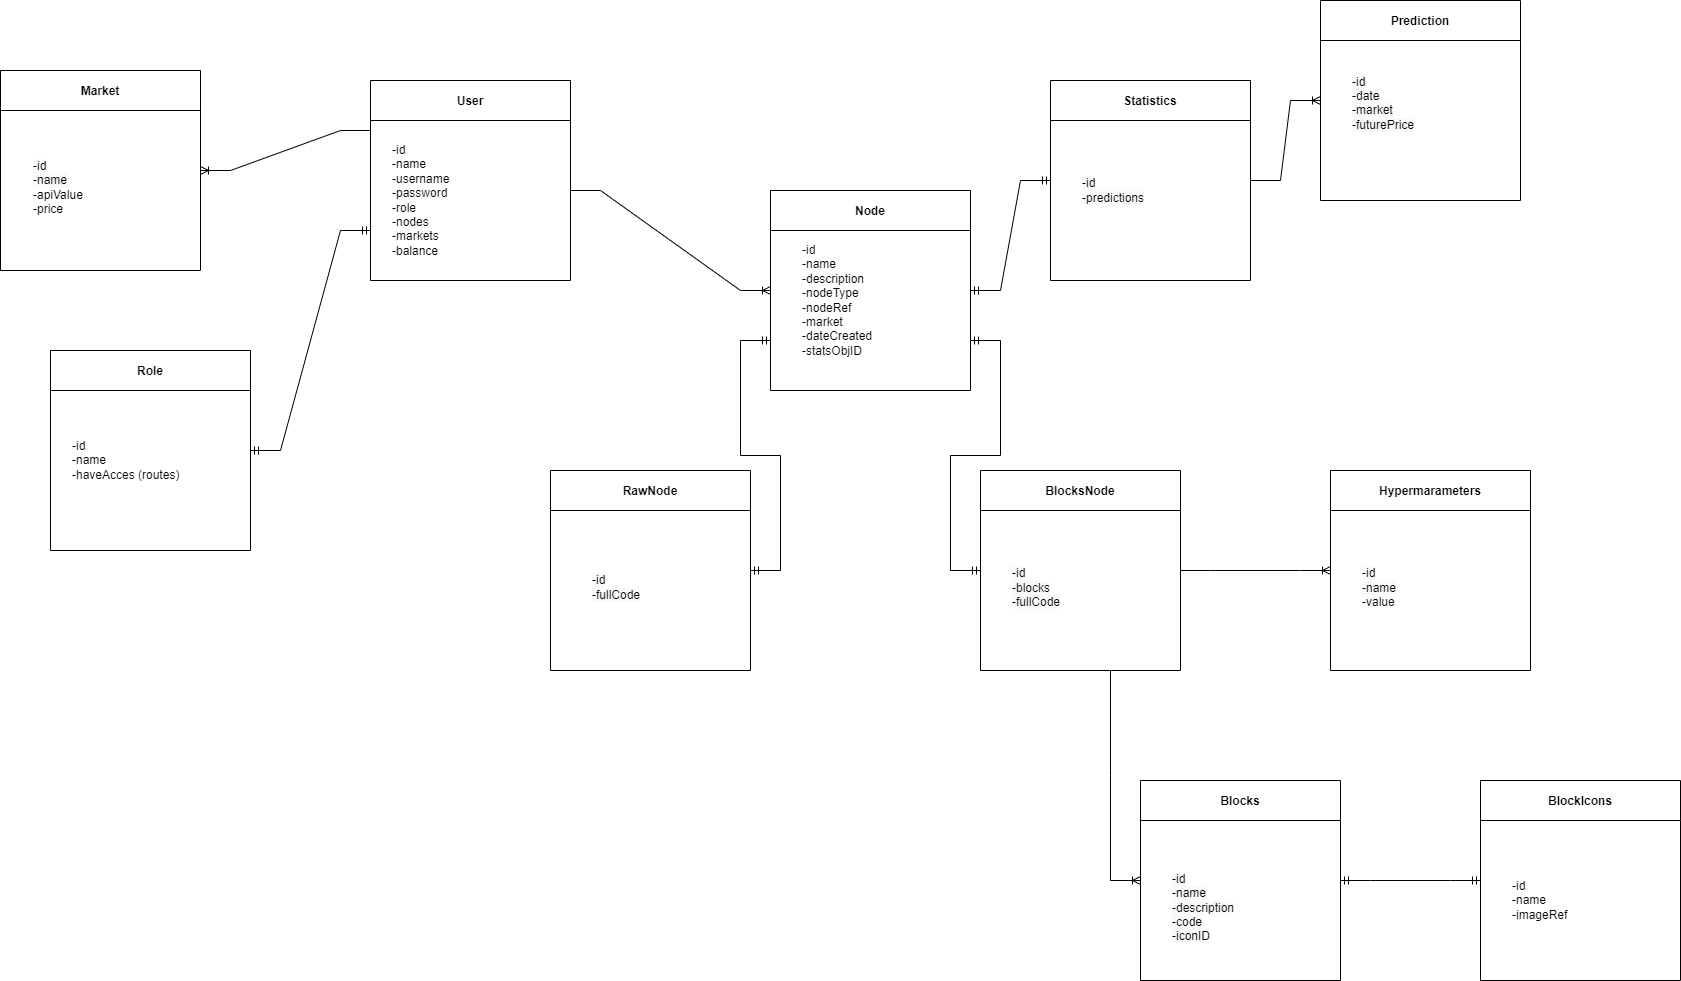 Prediction
-id
-date
-market
-futurePrice
Market
-id
-name
-apiValue
-price
User
-id
-name
-username
-password
-role
-nodes
-markets
-balance
Statistics
-id
-predictions
Node
-id
-name
-description
-nodeType
-nodeRef
-market
-dateCreated
-statsObjID
Role
-id
-name
-haveAcces (routes)
RawNode
-id
-fullCode
BlocksNode
-id
-blocks
-fullCode
Hypermarameters
-id
-name
-value
Blocks
-id
-name
-description
-code
-iconID
BlockIcons
-id
-name
-imageRef